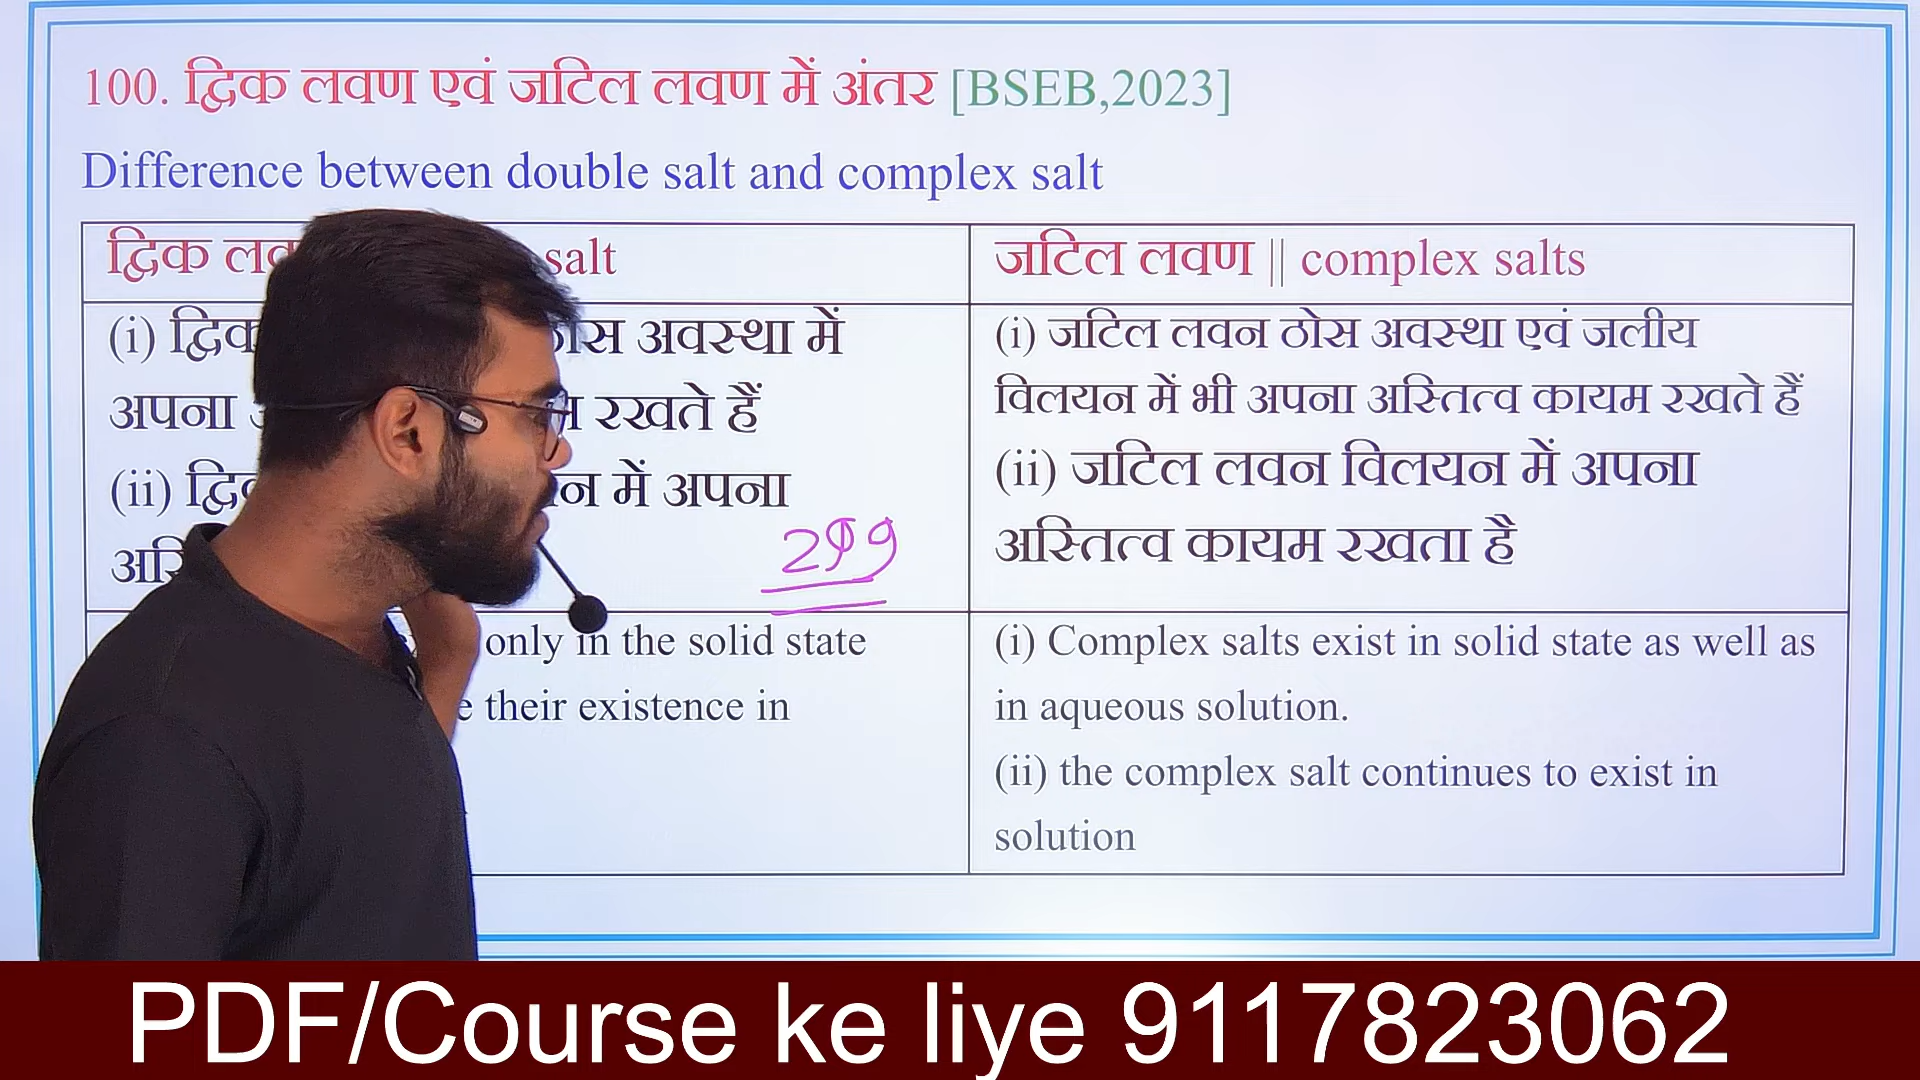 100. द्विक लवण एवं जटिल लवण में अंतर [BSEB,2023]
Difference between double salt and complex salt
द्विक salt
जटिल लवण || complex salts
(i) अवस्था में
अपना रखते हैं
(ii) में अपना
299
(i) जटिल लवन ठोस अवस्था एवं जलीय
विलयन में भी अपना अस्तित्व कायम रखते हैं
(ii) जटिल लवन विलयन में अपना
अस्तित्व कायम रखता है
only in the solid state
their existence in
(i) Complex salts exist in solid state as well as
in aqueous solution.
(ii) the complex salt continues to exist in
solution
PDF/Course ke liye 9117823062